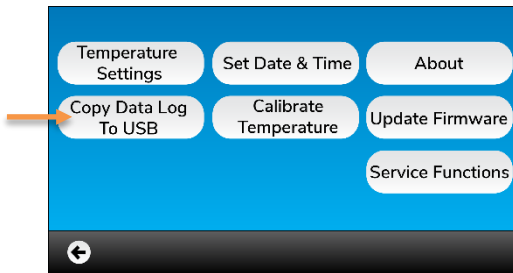 Temperature
Settings
Set Date & Time
About
Copy Data Log
To USB
Calibrate
Temperature
Update Firmware
Service Functions